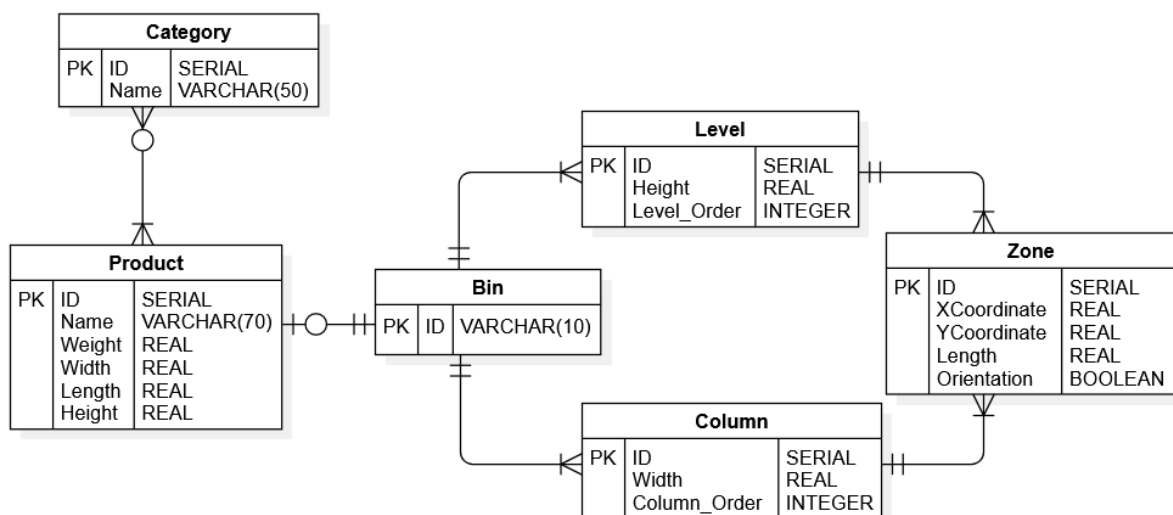 Category
PK ID SERIAL
Name VARCHAR(50)
Level
PK ID SERIAL
Height REAL
Level_Order INTEGER
Product
PK ID SERIAL
Name VARCHAR(70)
Weight REAL
Width REAL
Length REAL
Height REAL
Bin
PK ID VARCHAR(10)
Zone
PK ID SERIAL
XCoordinate REAL
YCoordinate REAL
Length REAL
Orientation BOOLEAN
Column
PK ID SERIAL
Width REAL
Column_Order INTEGER